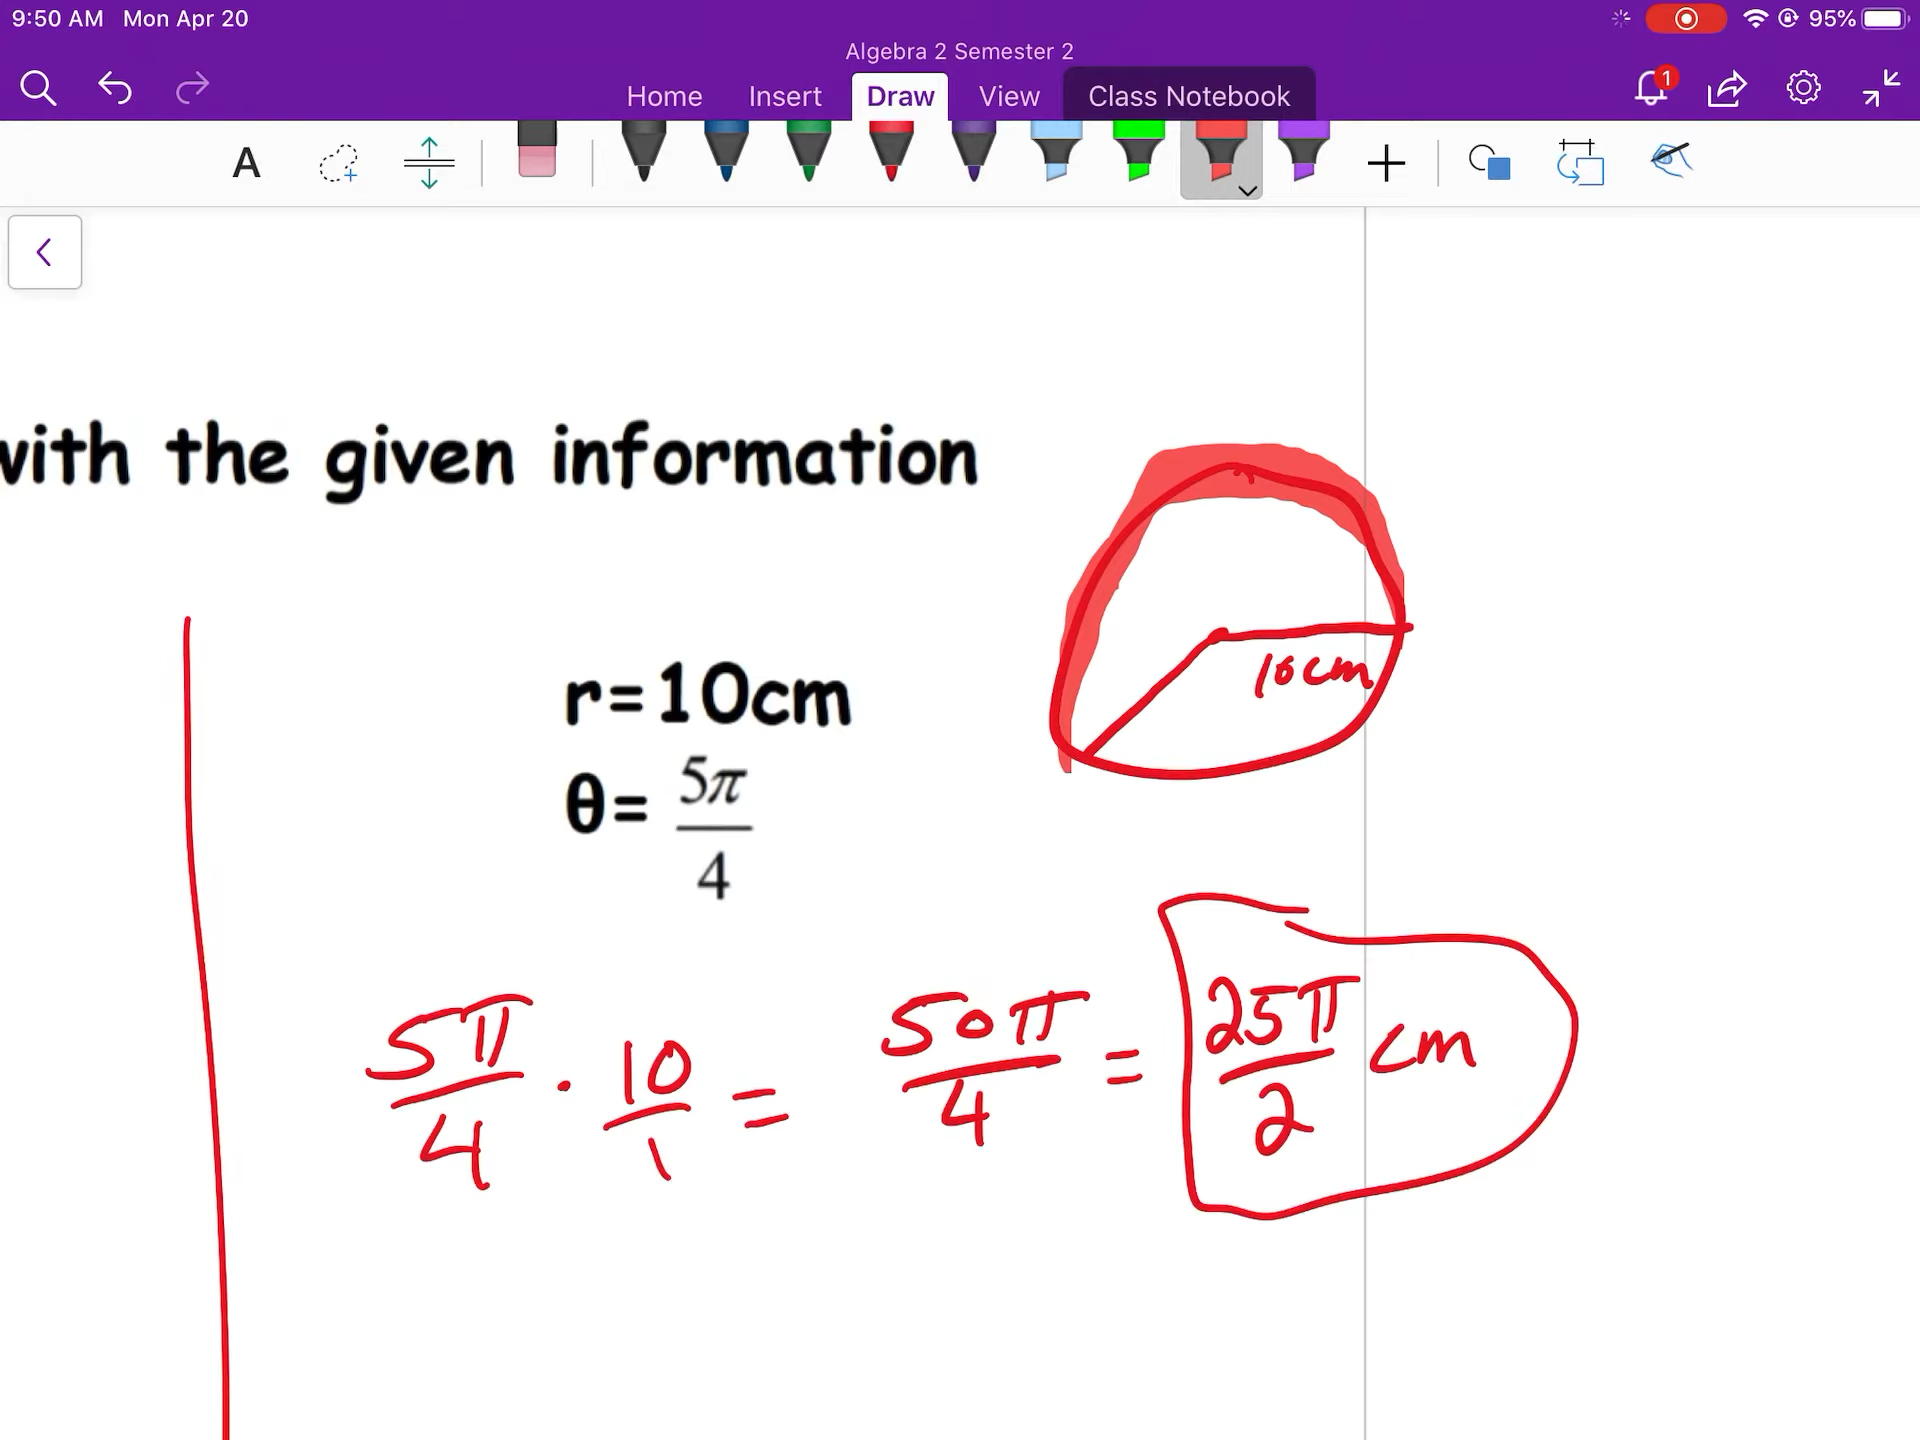 9:50 AM Mon Apr 20
95%
Algebra 2 Semester 2
Home Insert Draw View Class Notebook
1
A
with the given information
10cm
r=10cm
θ= 5π/4
5π/4 · 10/1 = 50π/4 = 25π/2 cm